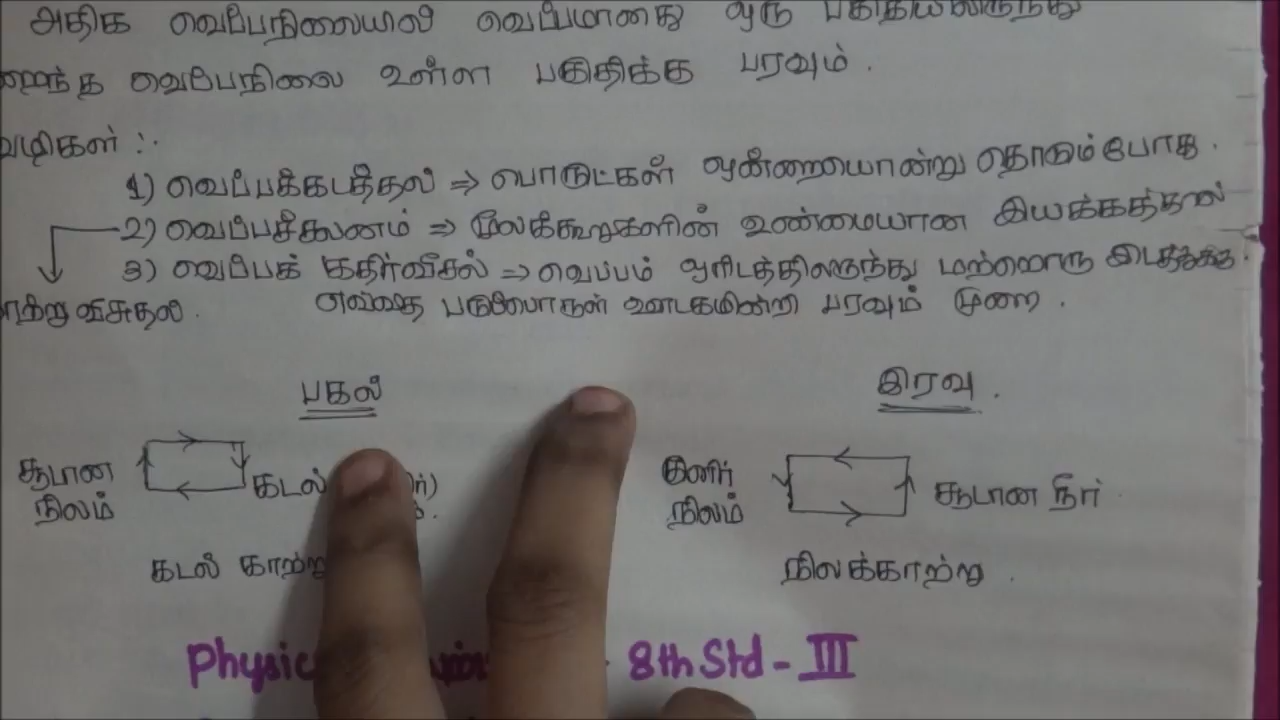 அதிக வெப்பநிலையில் வெப்பமானது ஒரு பகுதியிலிருந்து
வெப்பநிலை உள்ள பகுதிக்கு பரவும்.
வழிகள் :-
1) வெப்பக்கடத்தல் ⇒ பொருட்கள் ஒன்றையொன்று தொடும்போது.
2) வெப்பச்சலனம் ⇒ மூலக்கூறுகளின் உண்மையான இயக்கத்தால்
3) வெப்பக் கதிர்வீசல் ⇒ வெப்பம் ஓரிடத்திலிருந்து மற்றொரு இடத்துக்கு.
பருபொருள் ஊடகமின்றி பரவும் முறை.
வீசுதல்.
பகல்
இரவு.
சூடான நிலம்
கடல்
கடல் காற்று
குளிர் நிலம்
சூடான நீர்
நிலக்காற்று.
8th Std - III